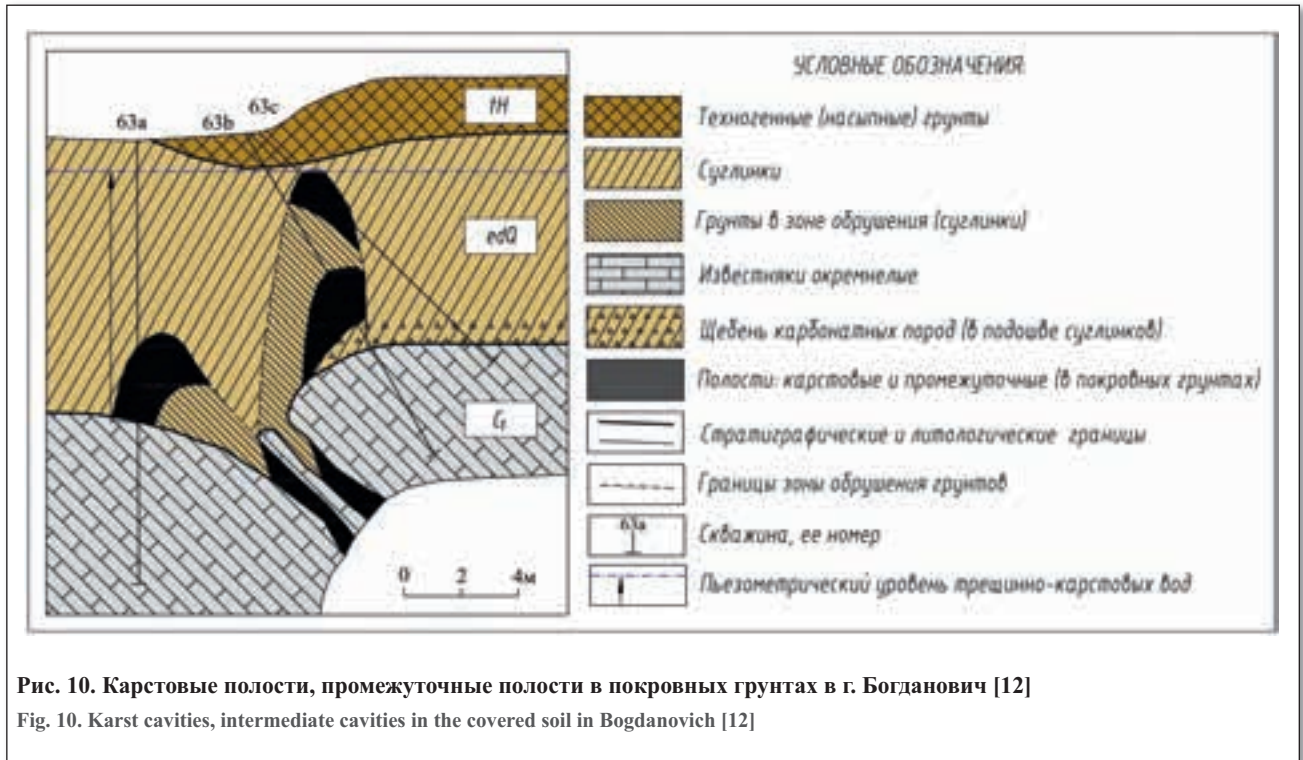 63a
63b
63c
tH
edQ
C₁
0 2 4м
УСЛОВНЫЕ ОБОЗНАЧЕНИЯ:
Техногенные (насыпные) грунты
Суглинки
Грунты в зоне обрушения (суглинки)
Известняки окремнелые
Щебень карбонатных пород (в подошве суглинков)
Полости: карстовые и промежуточные (в покровных грунтах)
Стратиграфические и литологические границы
Границы зоны обрушения грунтов
63а
Скважина, ее номер
Пьезометрический уровень трещинно-карстовых вод
Рис. 10. Карстовые полости, промежуточные полости в покровных грунтах в г. Богданович [12]
Fig. 10. Karst cavities, intermediate cavities in the covered soil in Bogdanovich [12]